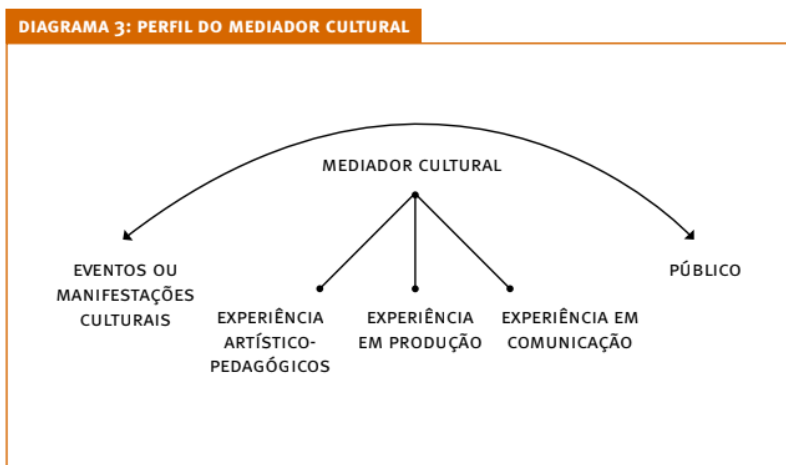 DIAGRAMA 3: PERFIL DO MEDIADOR CULTURAL
MEDIADOR CULTURAL
EVENTOS OU
MANIFESTAÇÕES
CULTURAIS
PÚBLICO
EXPERIÊNCIA
ARTÍSTICO-
PEDAGÓGICOS
EXPERIÊNCIA
EM PRODUÇÃO
EXPERIÊNCIA EM
COMUNICAÇÃO